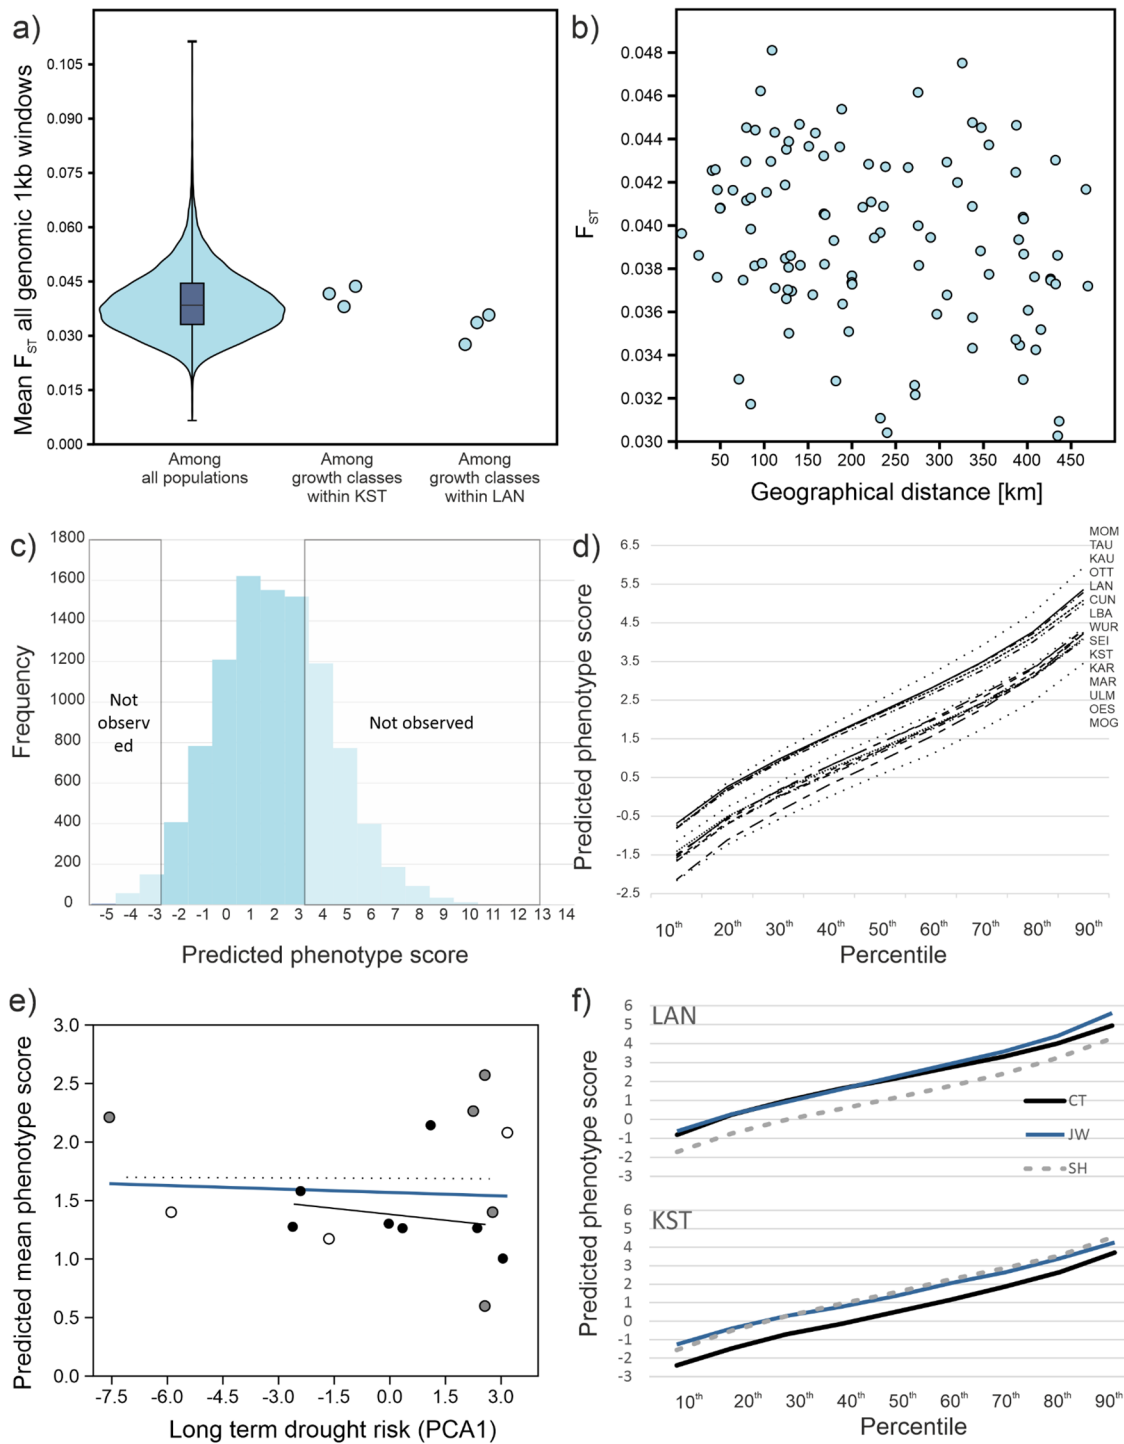 a)
Mean FST all genomic 1kb windows
0.105
0.090
0.075
0.060
0.045
0.030
0.015
0.000
Among
all populations
Among
growth classes
within KST
Among
growth classes
within LAN
b)
FST
0.048
0.046
0.044
0.042
0.040
0.038
0.036
0.034
0.032
0.030
50 100 150 200 250 300 350 400 450
Geographical distance [km]
c)
Frequency
1800
1600
1400
1200
1000
800
600
400
200
0
Not
observ
ed
Not observed
-5 -4 -3 -2 -1 0 1 2 3 4 5 6 7 8 9 10 11 12 13 14
Predicted phenotype score
d)
Predicted phenotype score
6.5
5.5
4.5
3.5
2.5
1.5
0.5
-0.5
-1.5
-2.5
MOM
TAU
KAU
OTT
LAN
CUN
LBA
WUR
SEI
KST
KAR
MAR
ULM
OES
MOG
10th 20th 30th 40th 50th 60th 70th 80th 90th
Percentile
e)
Predicted mean phenotype score
3.0
2.5
2.0
1.5
1.0
0.5
0.0
-7.5 -6.0 -4.5 -3.0 -1.5 0.0 1.5 3.0
Long term drought risk (PCA1)
f)
Predicted phenotype score
LAN
6
5
4
3
2
1
0
-1
-2
-3
CT
JW
SH
KST
6
5
4
3
2
1
0
-1
-2
-3
10th 20th 30th 40th 50th 60th 70th 80th 90th
Percentile